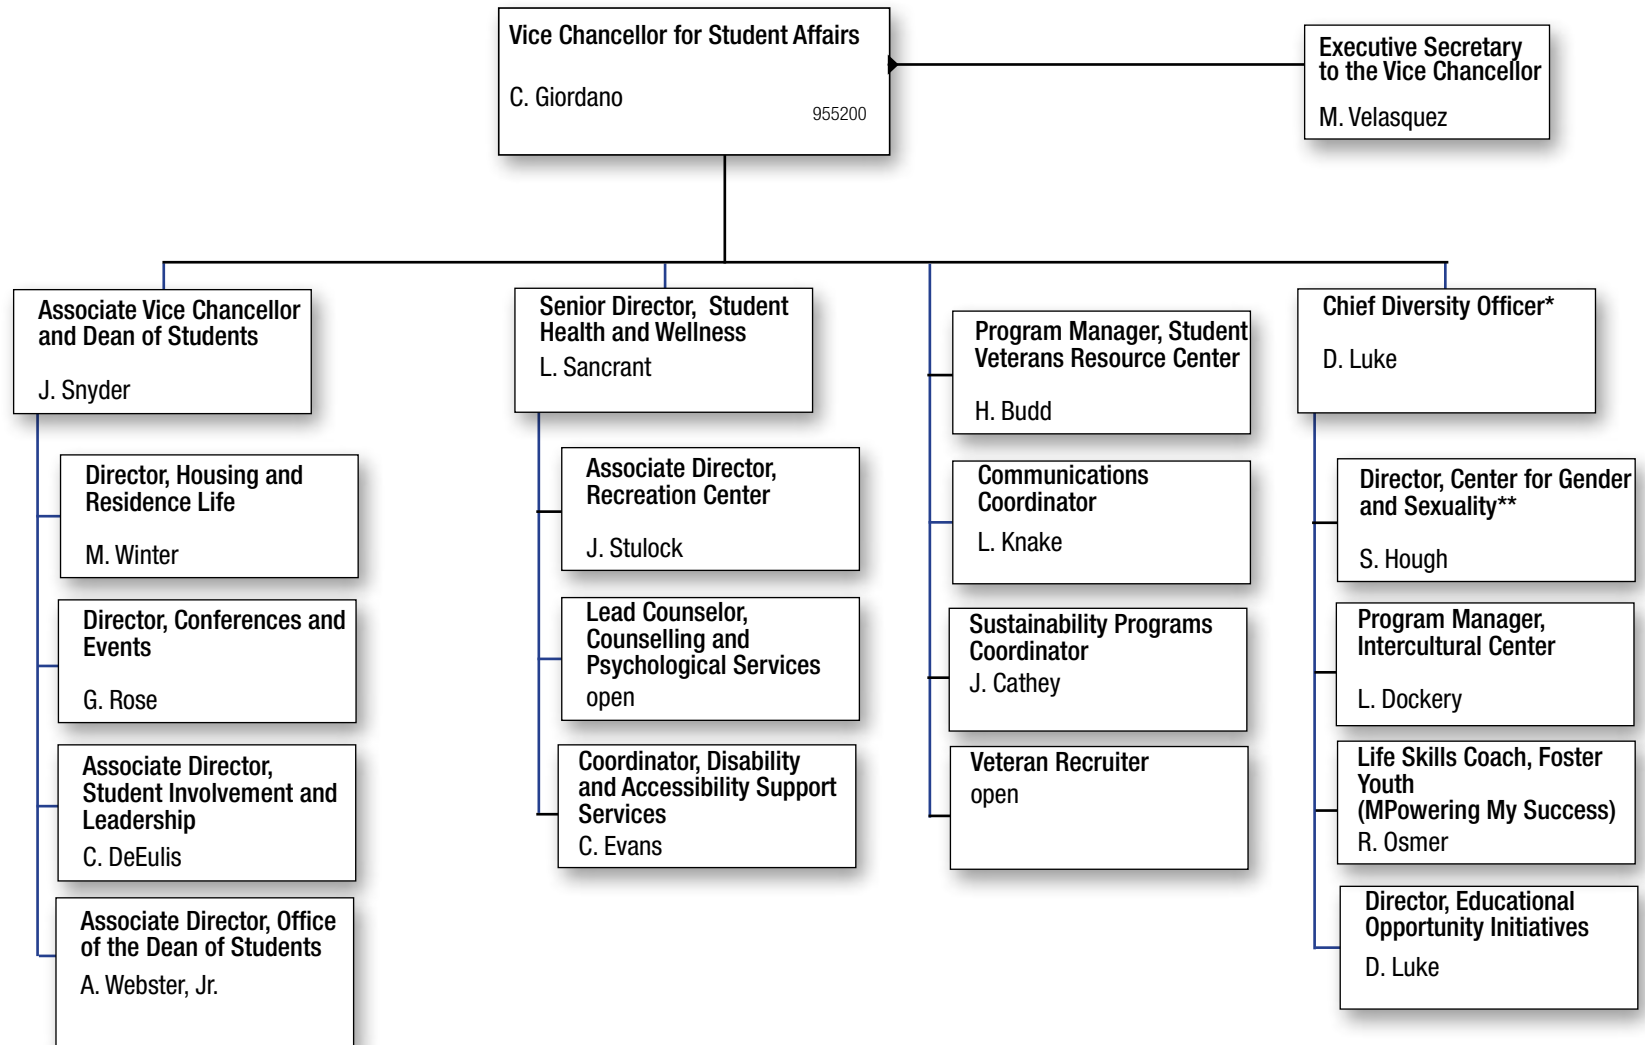 Vice Chancellor for Student Affairs
C. Giordano
955200
Executive Secretary
to the Vice Chancellor
M. Velasquez
Associate Vice Chancellor
and Dean of Students
J. Snyder
Director, Housing and
Residence Life
M. Winter
Director, Conferences and
Events
G. Rose
Associate Director,
Student Involvement and
Leadership
C. DeEulis
Associate Director, Office
of the Dean of Students
A. Webster, Jr.
Senior Director, Student
Health and Wellness
L. Sancrant
Associate Director,
Recreation Center
J. Stulock
Lead Counselor,
Counselling and
Psychological Services
open
Coordinator, Disability
and Accessibility Support
Services
C. Evans
Program Manager, Student
Veterans Resource Center
H. Budd
Communications
Coordinator
L. Knake
Sustainability Programs
Coordinator
J. Cathey
Veteran Recruiter
open
Chief Diversity Officer*
D. Luke
Director, Center for Gender
and Sexuality**
S. Hough
Program Manager,
Intercultural Center
L. Dockery
Life Skills Coach, Foster
Youth
(MPowering My Success)
R. Osmer
Director, Educational
Opportunity Initiatives
D. Luke